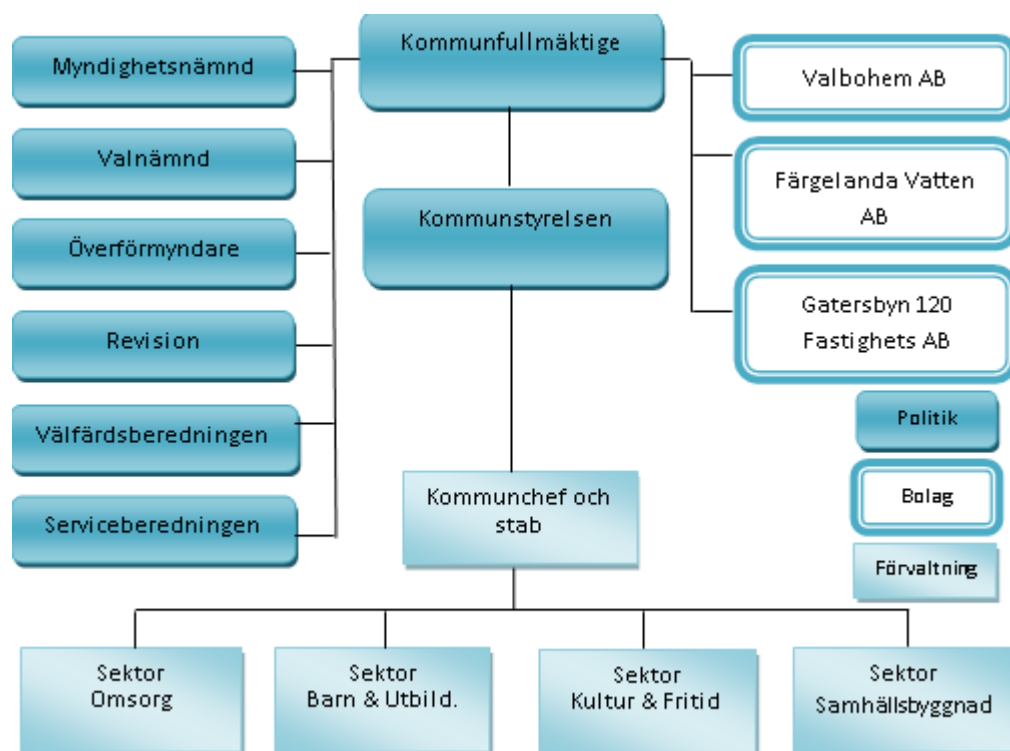 Kommunfullmäktige
Myndighetsnämnd
Valnämnd
Överförmyndare
Revision
Välfärdsberedningen
Serviceberedningen
Kommunstyrelsen
Valbohem AB
Färgelanda Vatten
AB
Gatersbyn 120
Fastighets AB
Politik
Bolag
Förvaltning
Kommunchef och
stab
Sektor
Omsorg
Sektor
Barn & Utbild.
Sektor
Kultur & Fritid
Sektor
Samhällsbyggnad